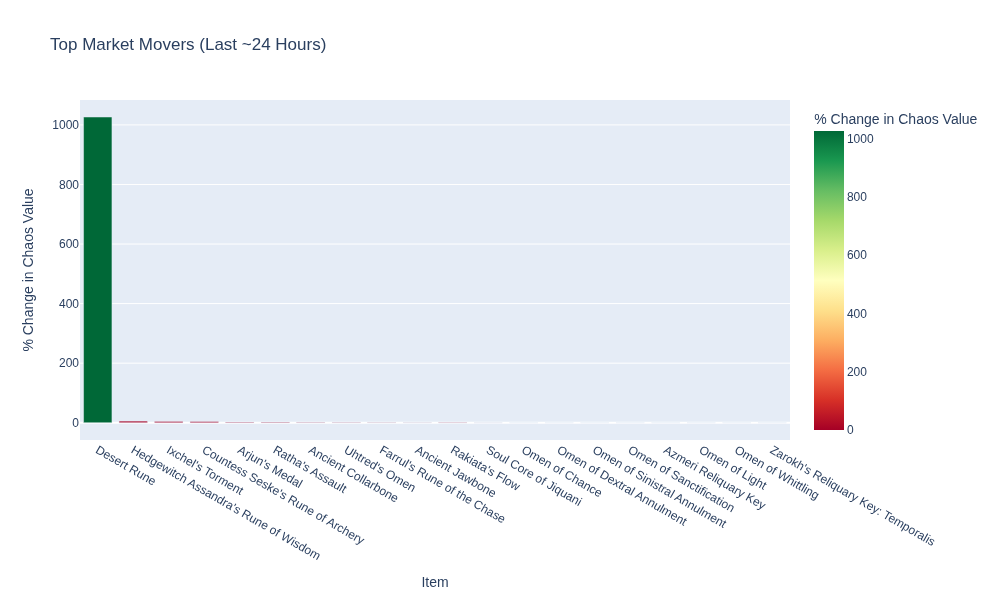 Top Market Movers (Last ~24 Hours)
% Change in Chaos Value
1000
800
600
400
200
0
Desert Rune
Hedgewitch Assandra's Rune of Wisdom
Ixchel's Torment
Countess Seske's Rune of Archery
Arjun's Medal
Ratha's Assault
Ancient Collarbone
Uhtred's Omen
Farrul's Rune of the Chase
Ancient Jawbone
Rakiata's Flow
Soul Core of Jiquani
Omen of Chance
Omen of Dextral Annulment
Omen of Sinistral Annulment
Omen of Sanctification
Azmeri Reliquary Key
Omen of Light
Omen of Whittling
Zarokh's Reliquary Key: Temporalis
Item
% Change in Chaos Value
1000
800
600
400
200
0